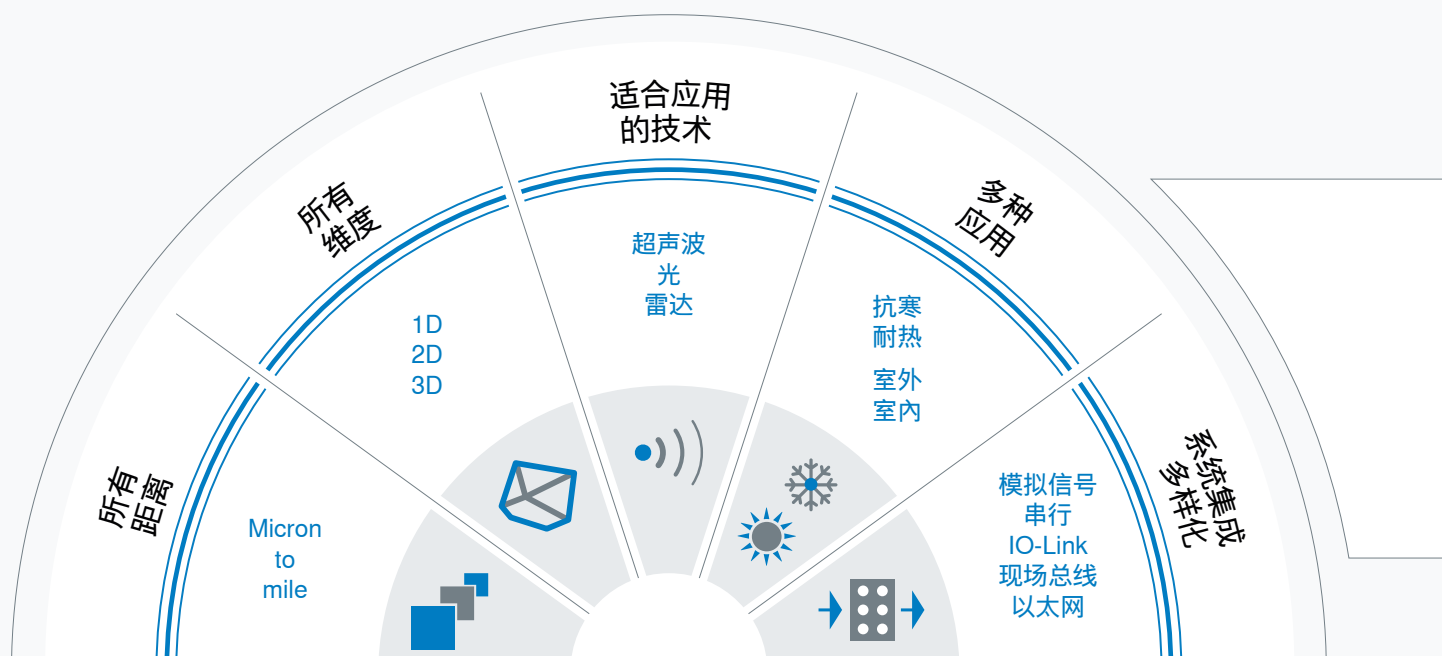 所有
距离
Micron
to
mile
所有
维度
1D
2D
3D
适合应用
的技术
超声波
光
雷达
多种
应用
抗寒
耐热
室外
室內
系统集成
多样化
模拟信号
串行
IO-Link
现场总线
以太网